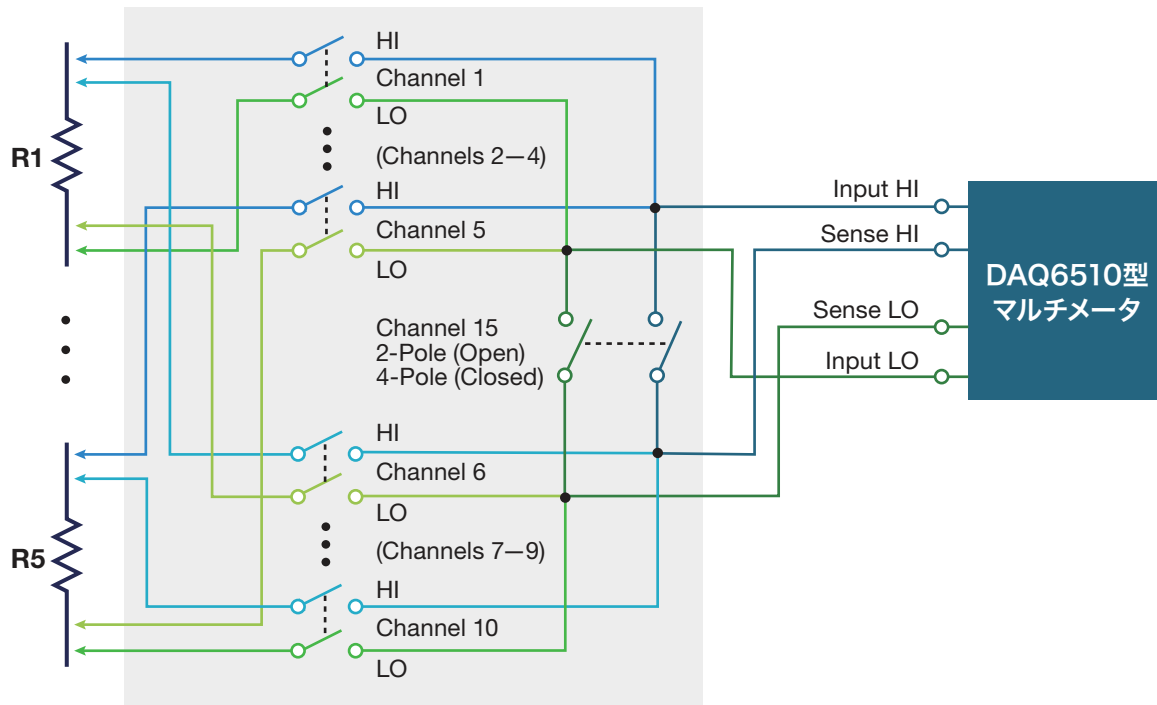 HI
Channel 1
LO
(Channels 2—4)
R1
HI
Channel 5
LO
Input HI
Sense HI
Sense LO
Input LO
DAQ6510型
マルチメータ
Channel 15
2-Pole (Open)
4-Pole (Closed)
HI
Channel 6
LO
(Channels 7—9)
R5
HI
Channel 10
LO